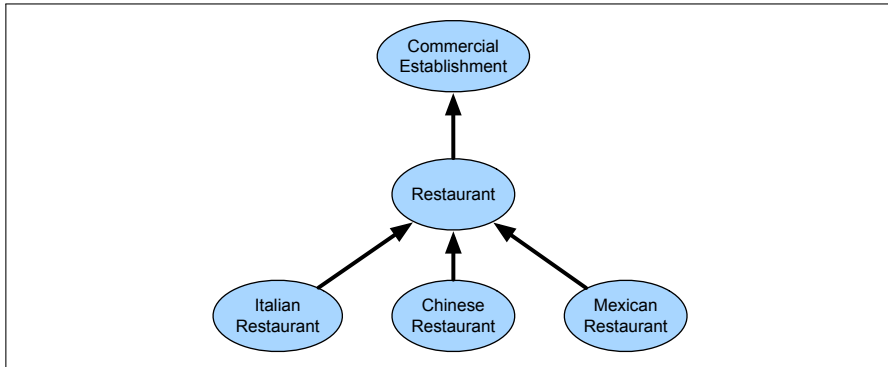 Commercial
Establishment
Restaurant
Italian
Restaurant
Chinese
Restaurant
Mexican
Restaurant